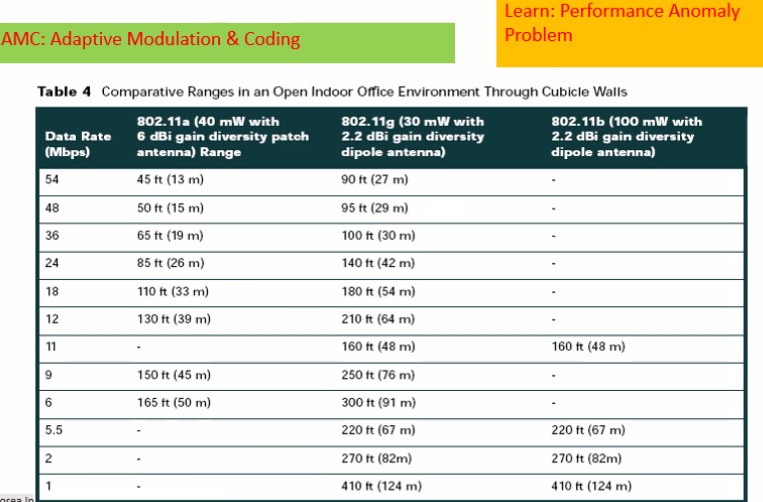 Learn: Performance Anomaly
Problem
AMC: Adaptive Modulation & Coding
Table 4 Comparative Ranges in an Open Indoor Office Environment Through Cubicle Walls
802.11a (40 mW with 802.11g (30 mW with 802.11b (100 mW with
Data Rate 6 dBi gain diversity patch 2.2 dBi gain diversity 2.2 dBi gain diversity
(Mbps) antenna) Range dipole antenna) dipole antenna)
54 45 ft (13 m) 90 ft (27 m) -
48 50 ft (15 m) 95 ft (29 m) -
36 65 ft (19 m) 100 ft (30 m) -
24 85 ft (26 m) 140 ft (42 m) -
18 110 ft (33 m) 180 ft (54 m) -
12 130 ft (39 m) 210 ft (64 m) -
11 - 160 ft (48 m) 160 ft (48 m)
9 150 ft (45 m) 250 ft (76 m) -
6 165 ft (50 m) 300 ft (91 m) -
5.5 - 220 ft (67 m) 220 ft (67 m)
2 - 270 ft (82m) 270 ft (82m)
1 - 410 ft (124 m) 410 ft (124 m)